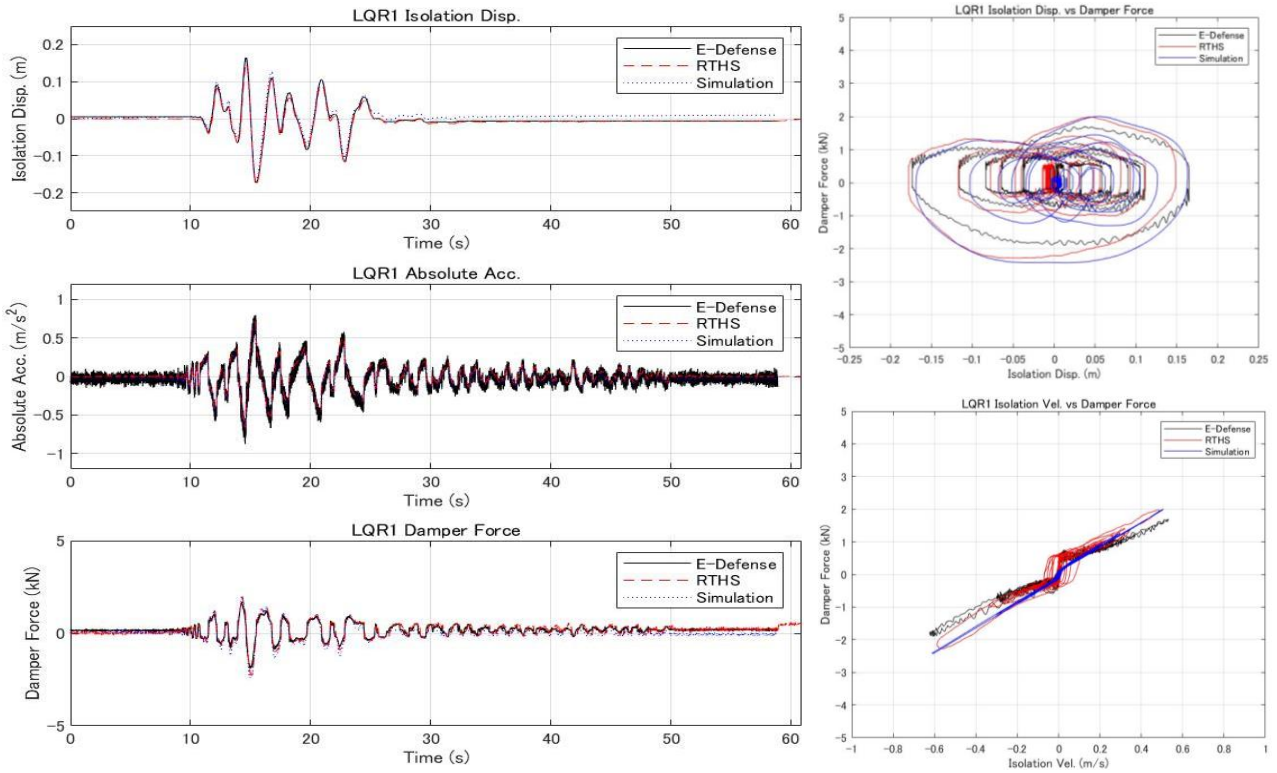 LQR1 Isolation Disp.
Isolation Disp. (m)
0.2
0.1
0
-0.1
-0.2
E-Defense
RTHS
Simulation
0 10 20 30 40 50 60
Time (s)
LQR1 Absolute Acc.
Absolute Acc. (m/s²)
1
0.5
0
-0.5
-1
E-Defense
RTHS
Simulation
0 10 20 30 40 50 60
Time (s)
LQR1 Damper Force
Damper Force (kN)
5
0
-5
E-Defense
RTHS
Simulation
0 10 20 30 40 50 60
Time (s)
LQR1 Isolation Disp. vs Damper Force
Damper Force (kN)
5
4
3
2
1
0
-1
-2
-3
-4
-5
E-Defense
RTHS
Simulation
-0.25 -0.2 -0.15 -0.1 -0.05 0 0.05 0.1 0.15 0.2 0.25
Isolation Disp. (m)
LQR1 Isolation Vel. vs Damper Force
Damper Force (kN)
5
4
3
2
1
0
-1
-2
-3
-4
-5
E-Defense
RTHS
Simulation
-1 -0.8 -0.6 -0.4 -0.2 0 0.2 0.4 0.6 0.8 1
Isolation Vel. (m/s)